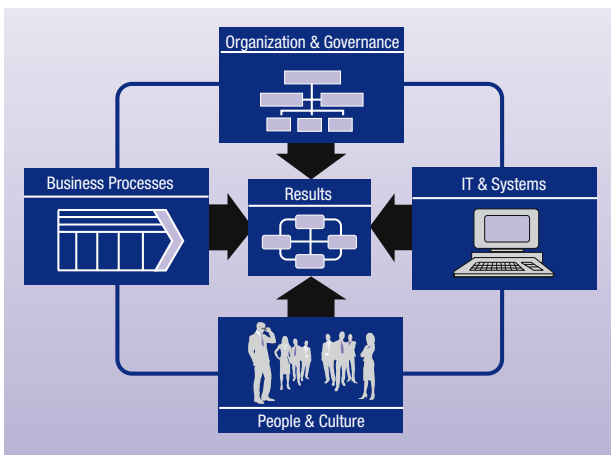 Organization & Governance
Business Processes
Results
IT & Systems
People & Culture